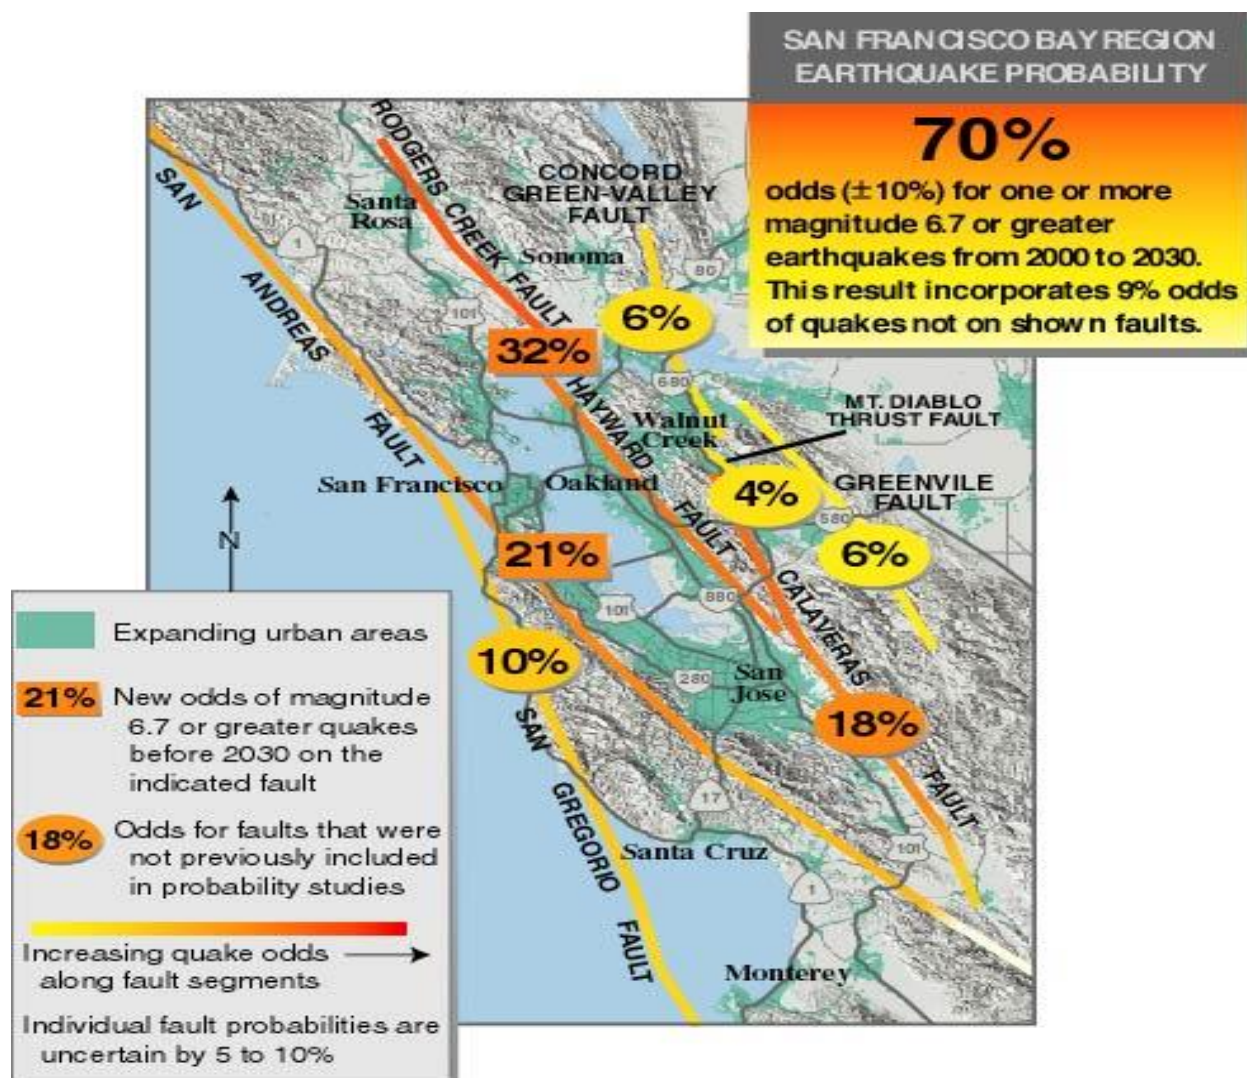 SAN FRANCISCO BAY REGION
EARTHQUAKE PROBABILITY
70%
odds (±10%) for one or more
magnitude 6.7 or greater
earthquakes from 2000 to 2030.
This result incorporates 9% odds
of quakes not on shown faults.
RODGERS CREEK FAULT
CONCORD
GREEN-VALLEY
FAULT
SAN ANDREAS FAULT
Santa
Rosa
1
Sonoma
80
101
6%
32%
680
HAYWARD FAULT
Walnut
Creek
MT. DIABLO
THRUST FAULT
San Francisco
Oakland
4%
GREENVILE
FAULT
580
N
21%
6%
101
880
CALAVERAS FAULT
10%
280
San
Jose
18%
SAN GREGORIO FAULT
17
Santa Cruz
101
1
Monterey
Expanding urban areas
21% New odds of magnitude
6.7 or greater quakes
before 2030 on the
indicated fault
18% Odds for faults that were
not previously included
in probability studies
Increasing quake odds
along fault segments
Individual fault probabilities are
uncertain by 5 to 10%